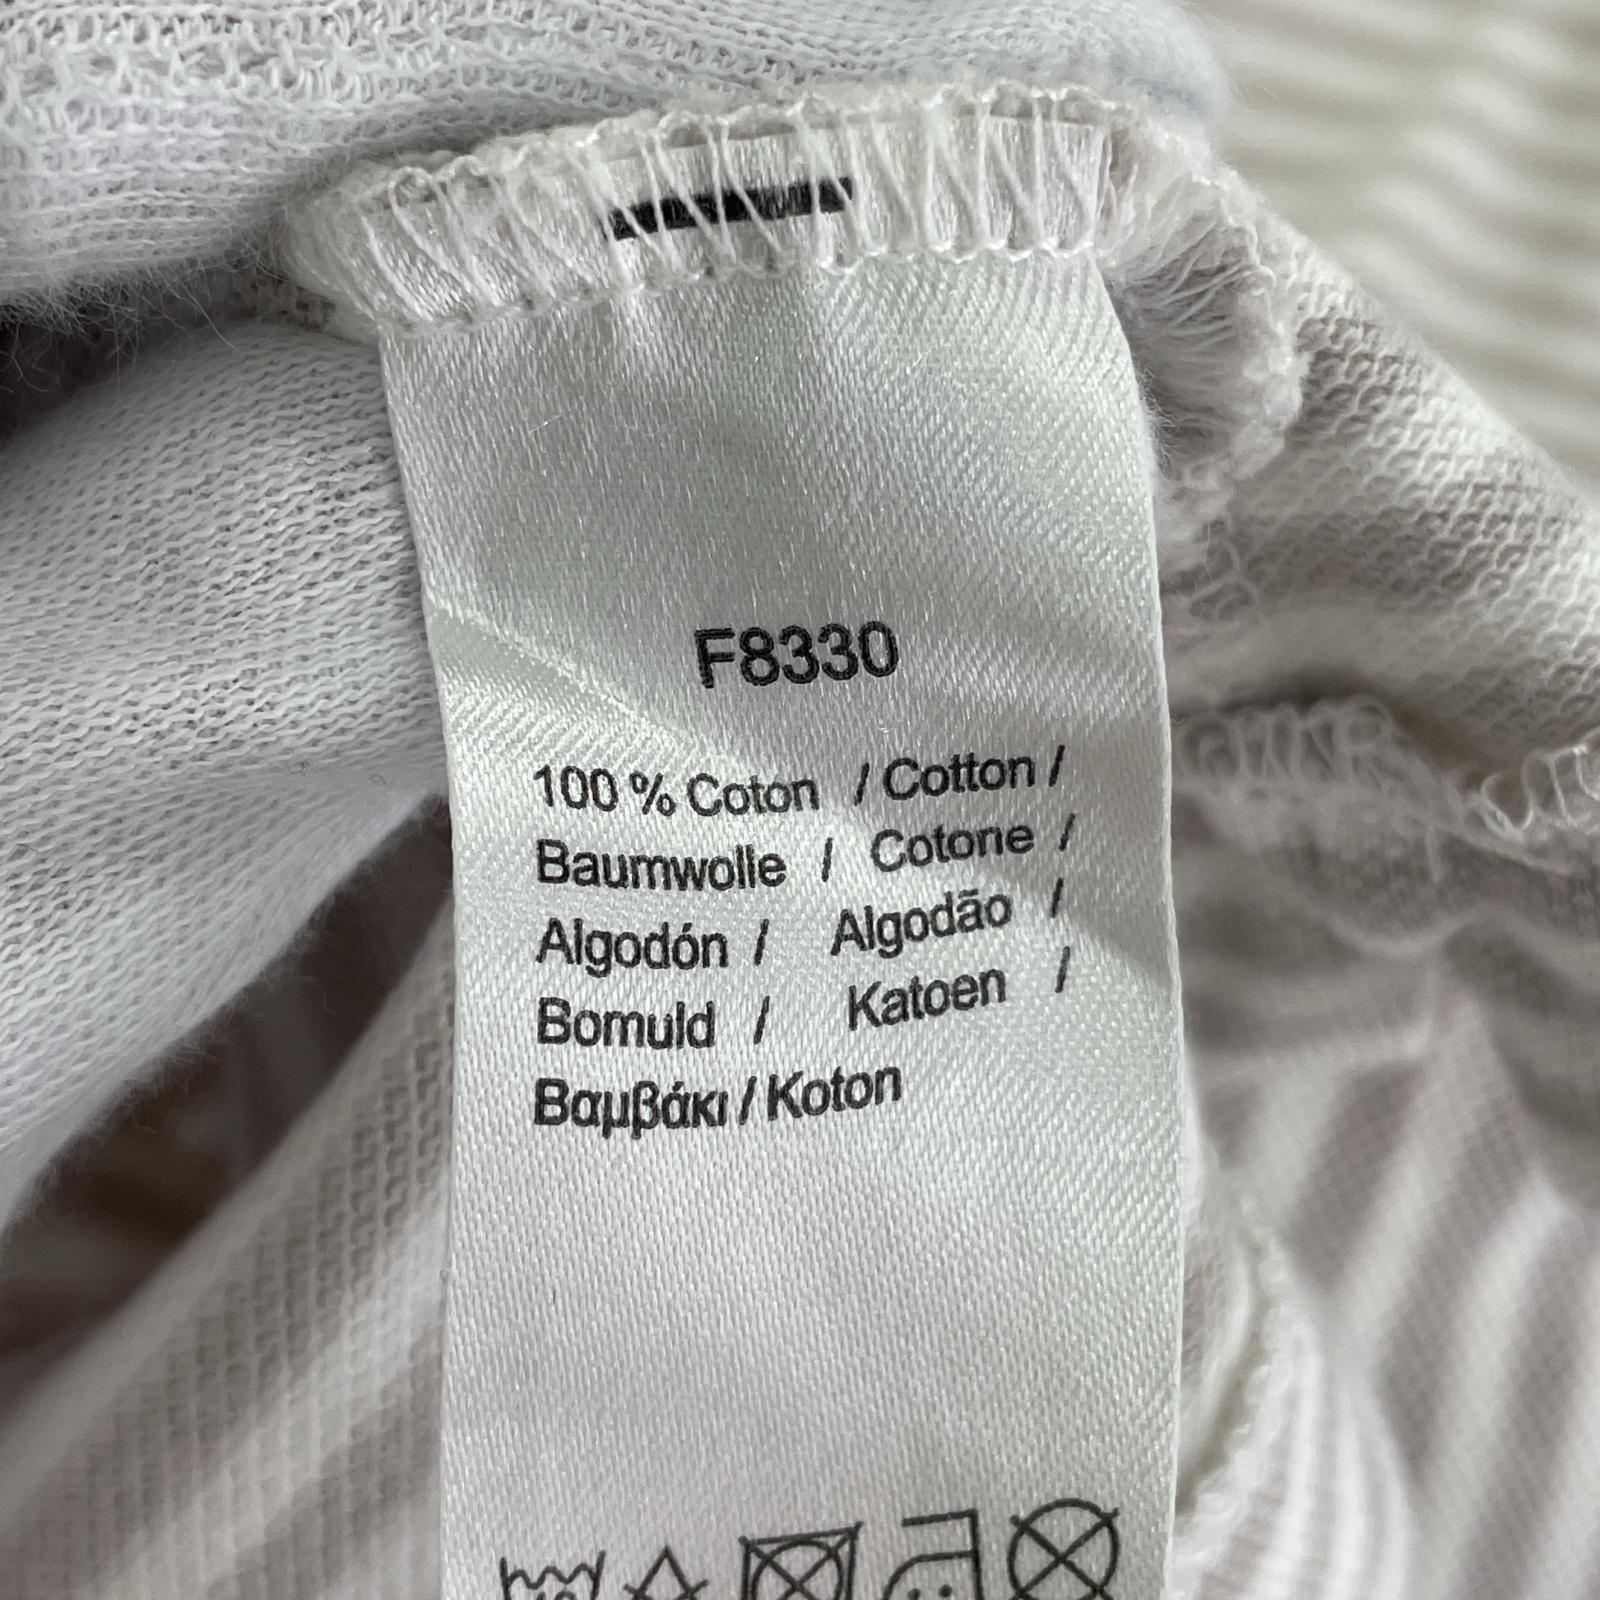 F8330
100 % Coton / Cotton /
Baumwolle / Cotone /
Algodón / Algodão /
Bomuld / Katoen /
Βαμβάκι / Koton